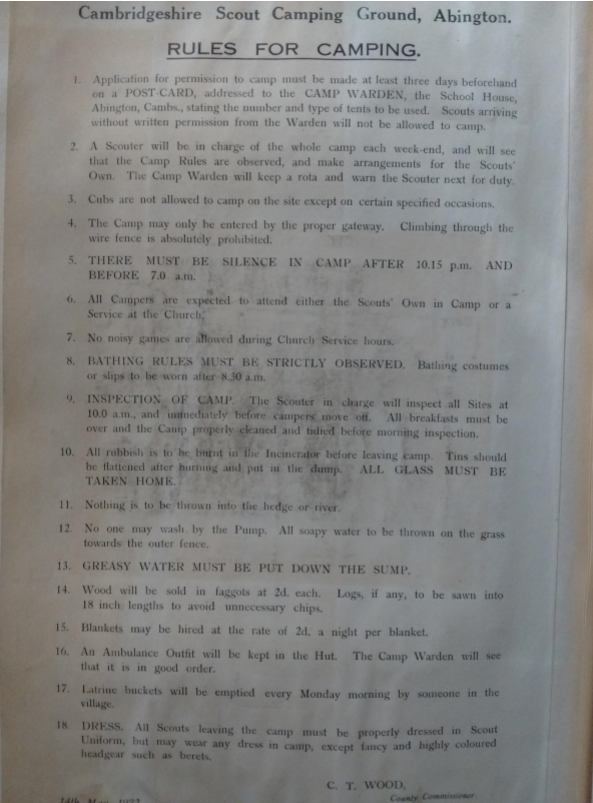 Cambridgeshire Scout Camping Ground, Abington.
RULES FOR CAMPING.
1. Application for permission to camp must be made at least three days beforehand
on a POST-CARD, addressed to the CAMP WARDEN, the School House,
Abington, Cambs., stating the number and type of tents to be used. Scouts arriving
without written permission from the Warden will not be allowed to camp.
2. A Scouter will be in charge of the whole camp each week-end, and will see
that the Camp Rules are observed, and make arrangements for the Scouts'
Own. The Camp Warden will keep a rota and warn the Scouter next for duty.
3. Cubs are not allowed to camp on the site except on certain specified occasions.
4. The Camp may only be entered by the proper gateway. Climbing through the
wire fence is absolutely prohibited.
5. THERE MUST BE SILENCE IN CAMP AFTER 10.15 p.m. AND
BEFORE 7.0 a.m.
6. All Campers are expected to attend either the Scouts' Own in Camp or a
Service at the Church.
7. No noisy games are allowed during Church Service hours.
8. BATHING RULES MUST BE STRICTLY OBSERVED. Bathing costumes
or slips to be worn after 8.30 a.m.
9. INSPECTION OF CAMP. The Scouter in charge will inspect all Sites at
10.0 a.m., and immediately before campers move off. All breakfasts must be
over and the Camp properly cleaned and tidied before morning inspection.
10. All rubbish is to be burnt in the Incinerator before leaving camp. Tins should
be flattened after burning and put in the dump. ALL GLASS MUST BE
TAKEN HOME.
11. Nothing is to be thrown into the hedge or river.
12. No one may wash by the Pump. All soapy water to be thrown on the grass
towards the outer fence.
13. GREASY WATER MUST BE PUT DOWN THE SUMP.
14. Wood will be sold in faggots at 2d. each. Logs, if any, to be sawn into
18 inch lengths to avoid unnecessary chips.
15. Blankets may be hired at the rate of 2d. a night per blanket.
16. An Ambulance Outfit will be kept in the Hut. The Camp Warden will see
that it is in good order.
17. Latrine buckets will be emptied every Monday morning by someone in the
village.
18. DRESS. All Scouts leaving the camp must be properly dressed in Scout
Uniform, but may wear any dress in camp, except fancy and highly coloured
headgear such as berets.
C. T. WOOD,
County Commissioner.